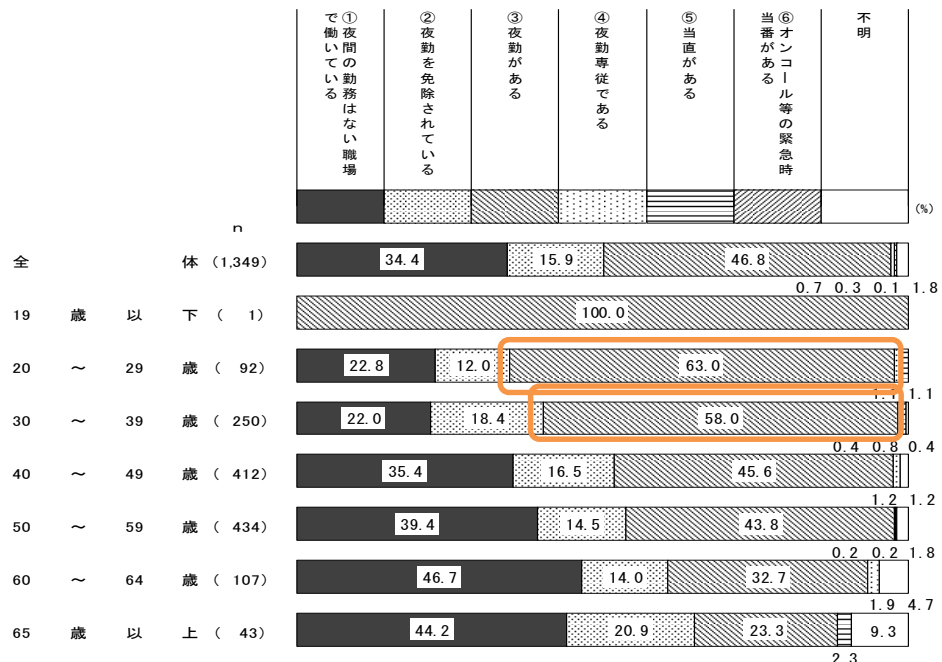 ①夜間の勤務はない職場
で働いている
②夜勤を免除されている
③夜勤がある
④夜勤専従である
⑤当直がある
⑥オンコール等の緊急時
当番がある
不明
(%)
n
全 体 (1,349) 34.4 15.9 46.8
0.7 0.3 0.1 1.8
19 歳 以 下 ( 1) 100.0
20 ～ 29 歳 ( 92) 22.8 12.0 63.0
1.1 1.1
30 ～ 39 歳 ( 250) 22.0 18.4 58.0
0.4 0.8 0.4
40 ～ 49 歳 ( 412) 35.4 16.5 45.6
1.2 1.2
50 ～ 59 歳 ( 434) 39.4 14.5 43.8
0.2 0.2 1.8
60 ～ 64 歳 ( 107) 46.7 14.0 32.7
1.9 4.7
65 歳 以 上 ( 43) 44.2 20.9 23.3 9.3
2.3